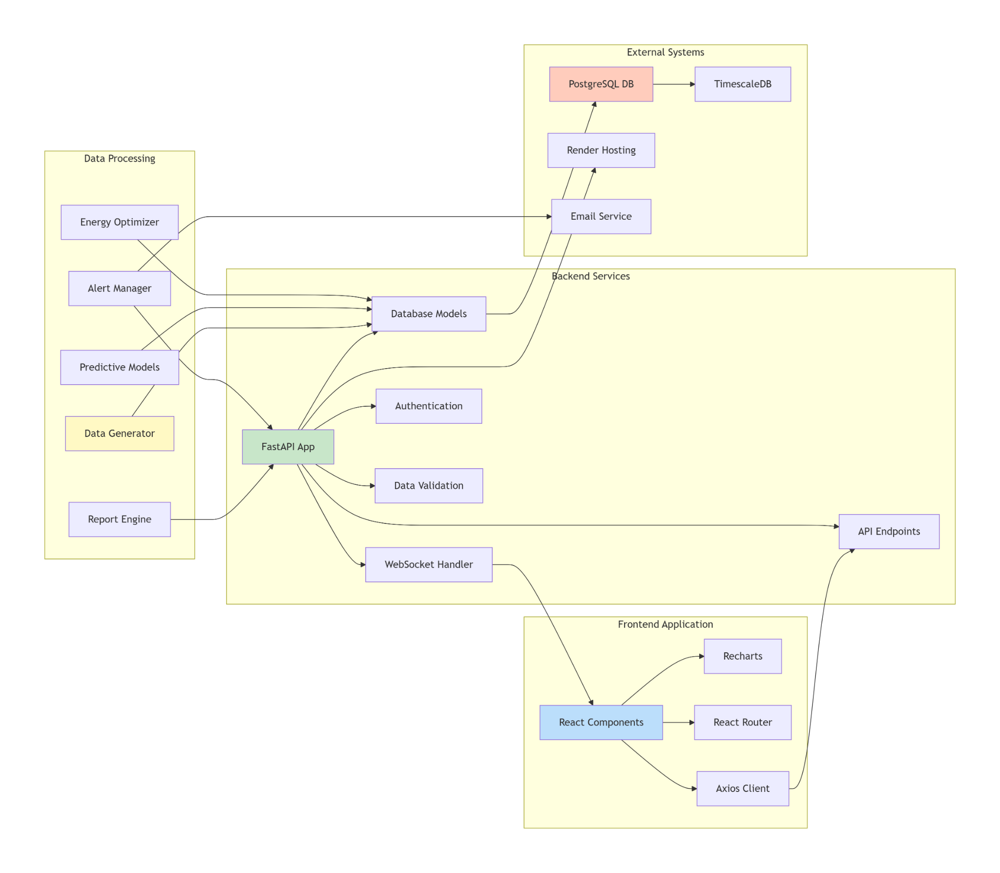 External Systems
PostgreSQL DB
TimescaleDB
Render Hosting
Email Service
Data Processing
Energy Optimizer
Alert Manager
Predictive Models
Data Generator
Report Engine
Backend Services
Database Models
Authentication
FastAPI App
Data Validation
API Endpoints
WebSocket Handler
Frontend Application
Recharts
React Components
React Router
Axios Client